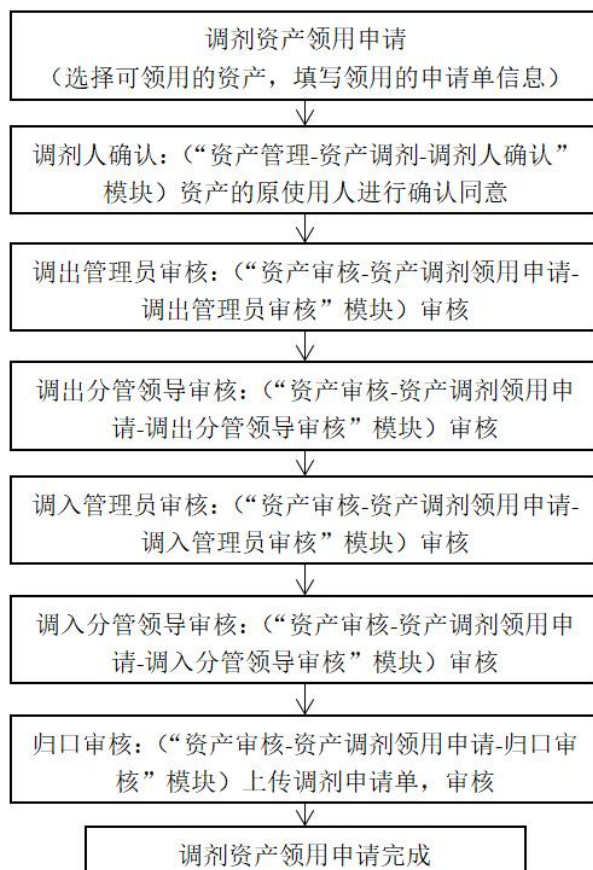 调剂资产领用申请
（选择可领用的资产，填写领用的申请单信息）
调剂人确认：（“资产管理-资产调剂-调剂人确认”
模块）资产的原使用人进行确认同意
调出管理员审核：（“资产审核-资产调剂领用申请-
调出管理员审核”模块）审核
调出分管领导审核：（“资产审核-资产调剂领用申
请-调出分管领导审核”模块）审核
调入管理员审核：（“资产审核-资产调剂领用申请-
调入管理员审核”模块）审核
调入分管领导审核：（“资产审核-资产调剂领用申
请-调入分管领导审核”模块）审核
归口审核：（“资产审核-资产调剂领用申请-归口审
核”模块）上传调剂申请单，审核
调剂资产领用申请完成